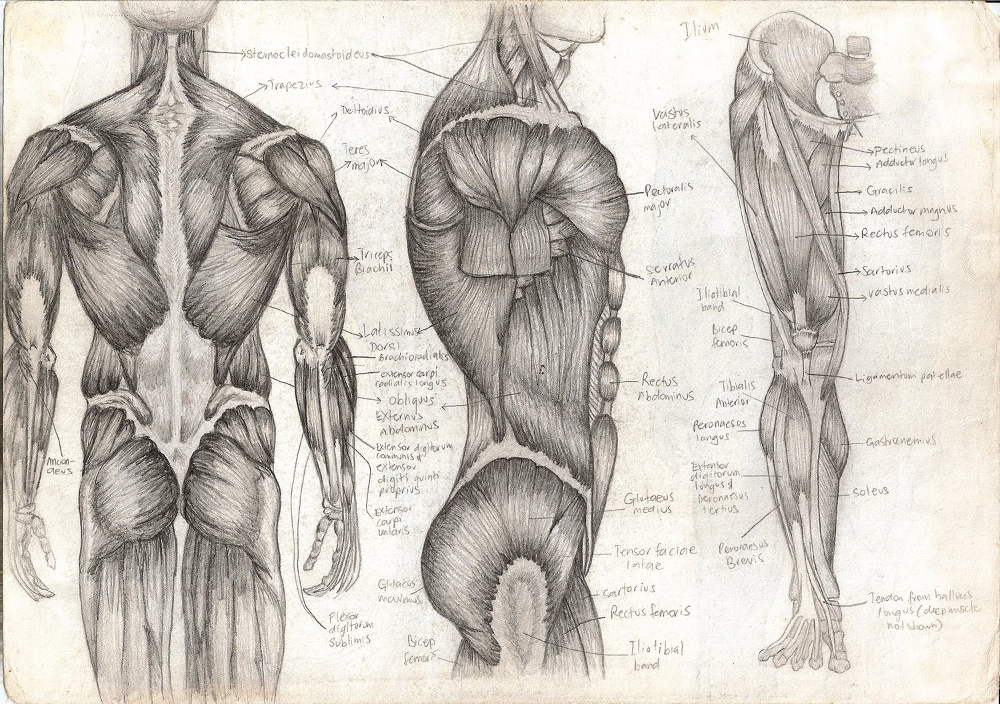 Sternocleidomastoideus
Trapezius
Deltoidius
Teres
major
Triceps
Brachii
Latissimus
Dorsi
Brachioradialis
extensor carpi
radialis longus
Obliquus
Externus
Abdominus
Extensor digitorum
communis &
extensor
digiti quinti
proprius
Extensor
carpi
unlaris
Ancon-
aeus
Flexor
digitorum
sublimis
Glutaeus
maximus
Bicep
femoris
Pectoralis
major
Serratus
Anterior
Rectus
Abdominus
Glutaeus
medius
Tensor faciae
latae
Sartorius
Rectus femoris
Iliotibial
band
Ilium
Vastus
lateralis
Iliotibial
band
Bicep
femoris
Tibialis
Anterior
Peronaesus
longus
Extensor
digitorum
longus &
peronaesus
tertius
Peronaesus
Brevis
Pectineus
Adductor longus
Gracilis
Adductor magnus
Rectus femoris
Sartorius
Vastus medialis
Ligamentum patellae
Gastrocnemius
Soleus
Tendon from halluces
longus (deep muscle
not shown)